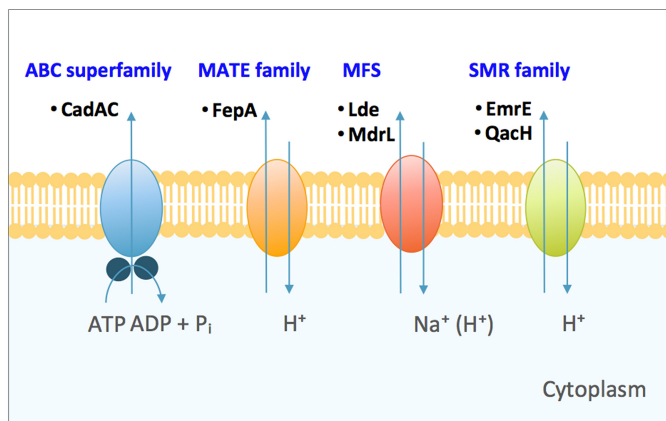 ABC superfamily MATE family MFS SMR family
• CadAC • FepA • Lde • EmrE
• MdrL • QacH
ATP ADP + Pi H⁺ Na⁺ (H⁺) H⁺
Cytoplasm